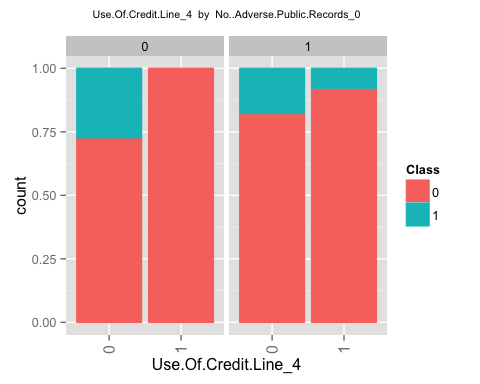 Use.Of.Credit.Line_4 by No..Adverse.Public.Records_0
0 1
1.00
0.75
0.50
0.25
0.00
count
0 1 0 1
Use.Of.Credit.Line_4
Class
0
1